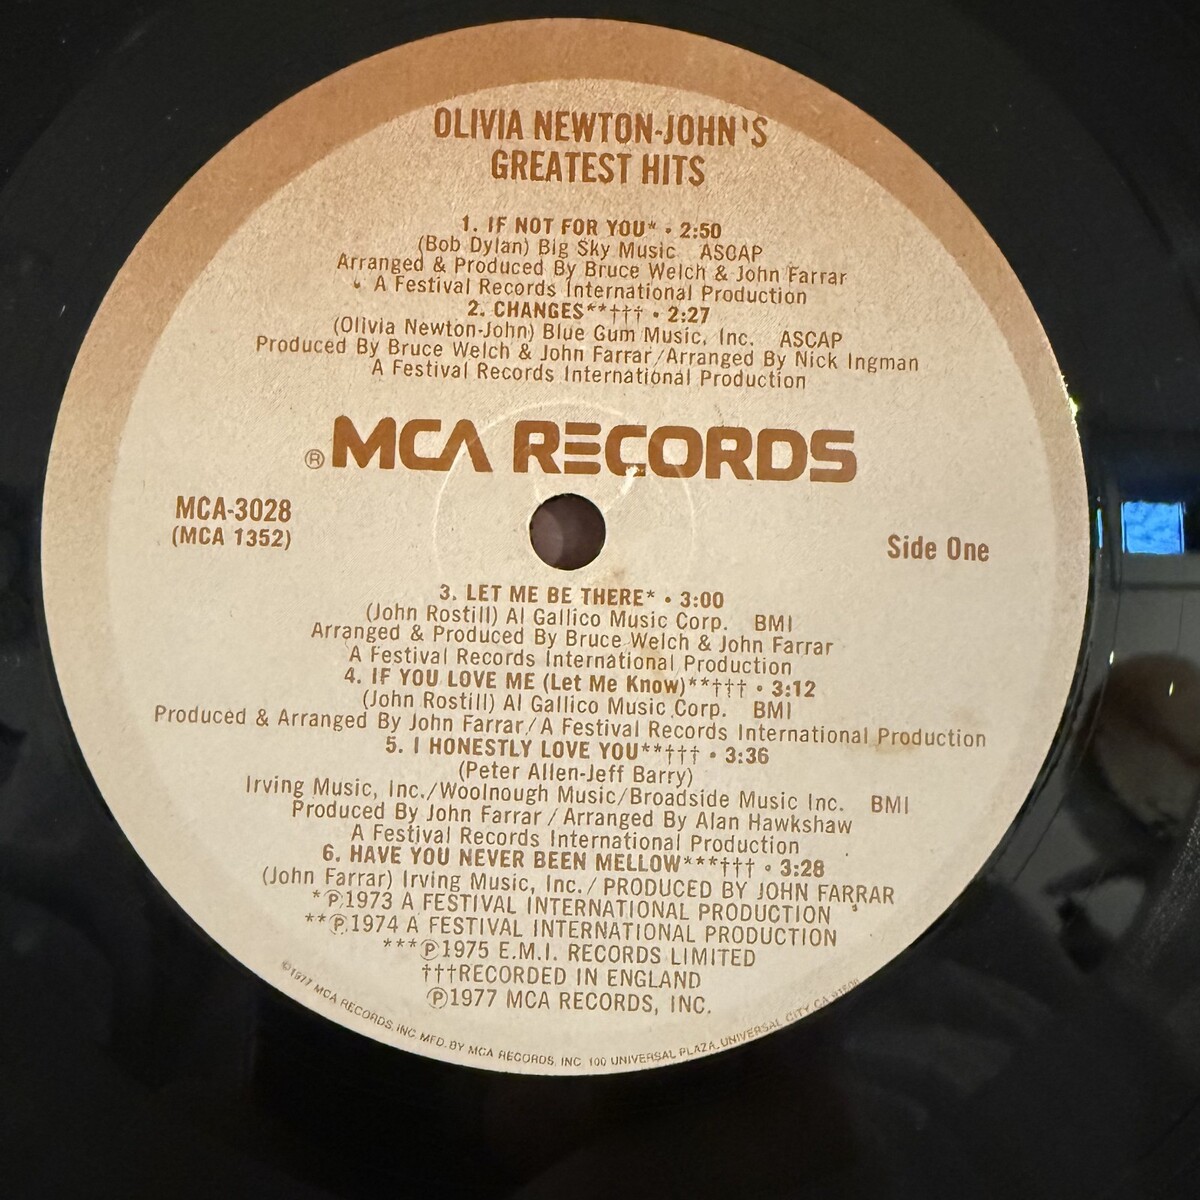 OLIVIA NEWTON-JOHN'S
GREATEST HITS
1. IF NOT FOR YOU* • 2:50
(Bob Dylan) Big Sky Music ASCAP
Arranged & Produced By Bruce Welch & John Farrar
A Festival Records International Production
2. CHANGES**††† • 2:27
(Olivia Newton-John) Blue Gum Music, Inc. ASCAP
Produced By Bruce Welch & John Farrar/Arranged By Nick Ingman
A Festival Records International Production
®MCA RECORDS
MCA-3028
(MCA 1352)
Side One
3. LET ME BE THERE* • 3:00
(John Rostill) Al Gallico Music Corp. BMI
Arranged & Produced By Bruce Welch & John Farrar
A Festival Records International Production
4. IF YOU LOVE ME (Let Me Know)**††† • 3:12
(John Rostill) Al Gallico Music Corp. BMI
Produced & Arranged By John Farrar/A Festival Records International Production
5. I HONESTLY LOVE YOU**††† • 3:36
(Peter Allen-Jeff Barry)
Irving Music, Inc./Woolnough Music/Broadside Music Inc. BMI
Produced By John Farrar/Arranged By Alan Hawkshaw
A Festival Records International Production
6. HAVE YOU NEVER BEEN MELLOW***††† • 3:28
(John Farrar) Irving Music, Inc./PRODUCED BY JOHN FARRAR
*℗1973 A FESTIVAL INTERNATIONAL PRODUCTION
**℗1974 A FESTIVAL INTERNATIONAL PRODUCTION
***℗1975 E.M.I. RECORDS LIMITED
†††RECORDED IN ENGLAND
℗1977 MCA RECORDS, INC.
©1977 MCA RECORDS, INC. MFD. BY MCA RECORDS, INC. 100 UNIVERSAL PLAZA, UNIVERSAL CITY, CA